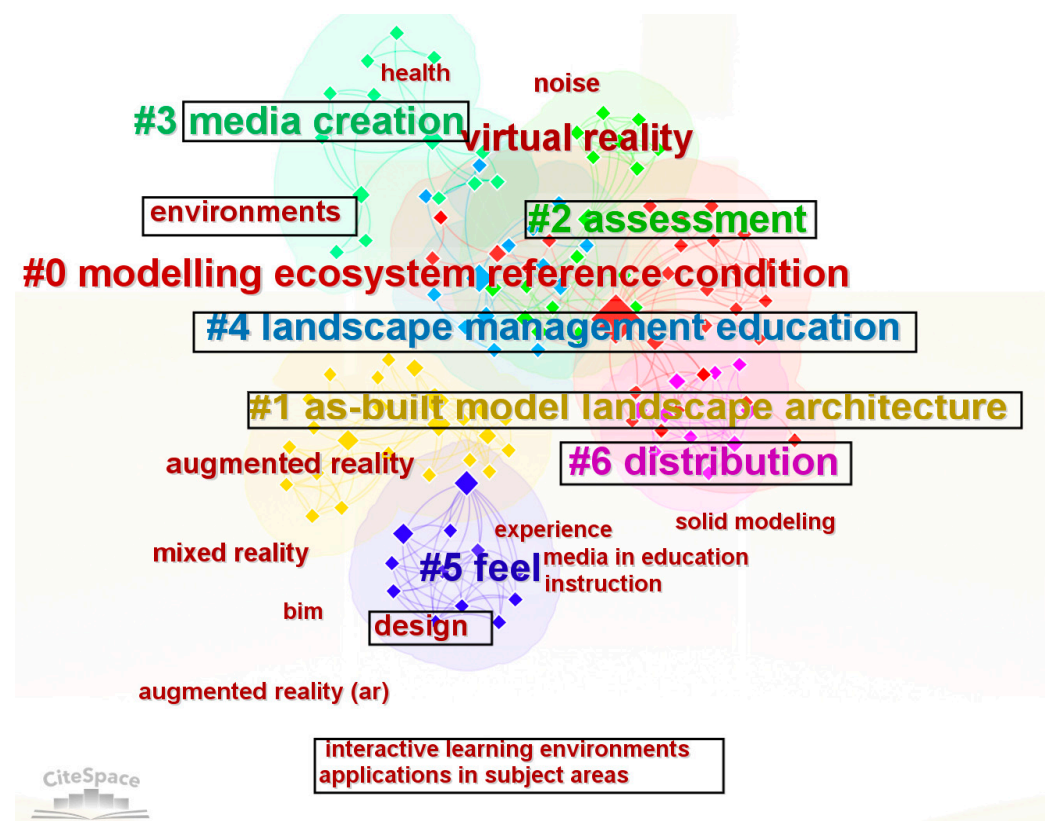 health
noise
#3 media creation
virtual reality
environments
#2 assessment
#0 modelling ecosystem reference condition
#4 landscape management education
#1 as-built model landscape architecture
augmented reality
#6 distribution
solid modeling
experience
mixed reality
media in education
#5 feel
instruction
bim
design
augmented reality (ar)
interactive learning environments
applications in subject areas
CiteSpace